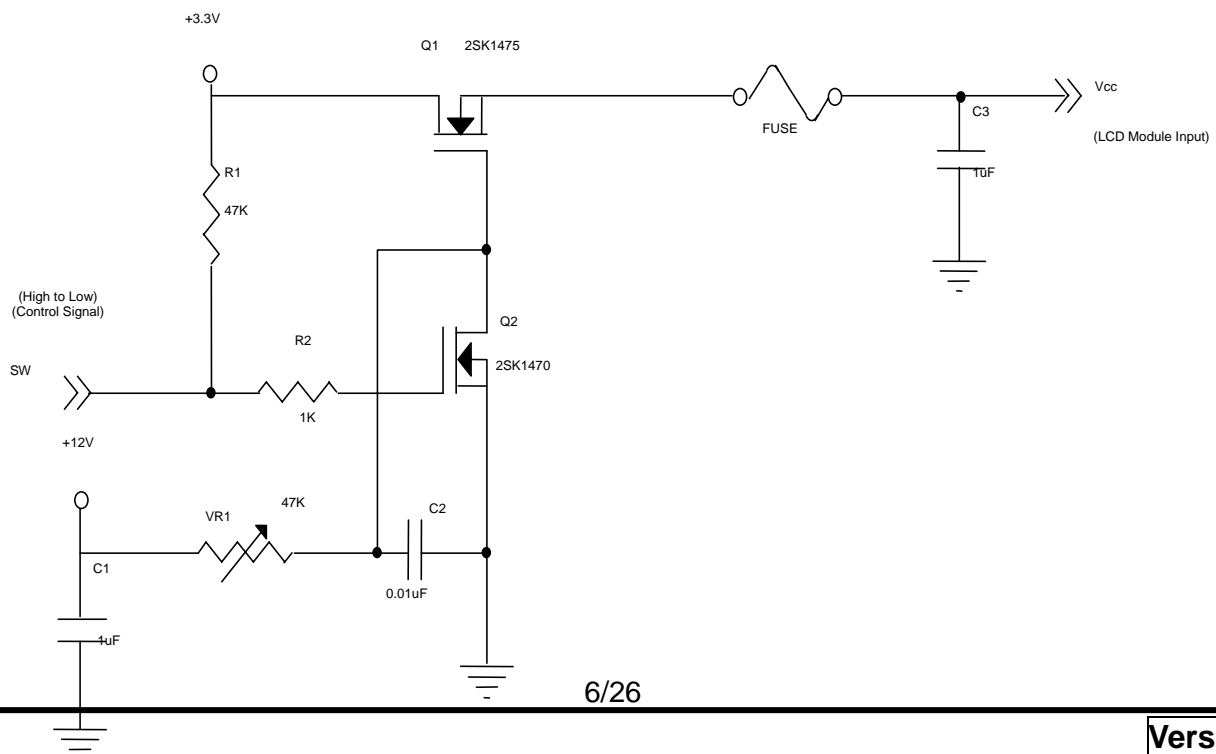 +3.3V
Q1 2SK1475
Vcc
C3
FUSE
(LCD Module Input)
R1
1uF
47K
(High to Low)
(Control Signal)
Q2
R2
2SK1470
SW
1K
+12V
47K
C2
VR1
C1
0.01uF
1uF
6/26
Vers